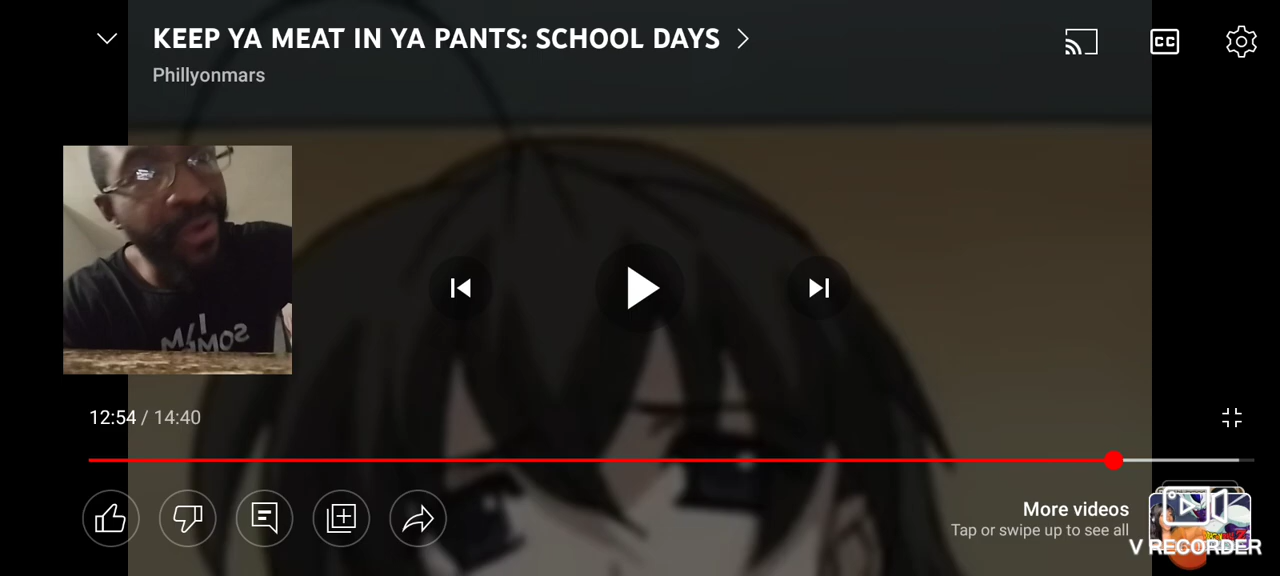 KEEP YA MEAT IN YA PANTS: SCHOOL DAYS
Phillyonmars
CC
12:54 / 14:40
More videos
Tap or swipe up to see all
V RECORDER